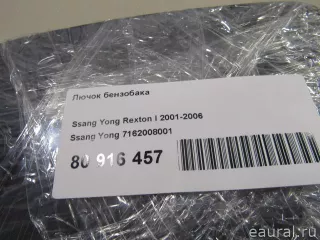 Лючок бензобака
Ssang Yong Rexton I 2001-2006
Ssang Yong 7162008001
80 916 457
eaural.ru